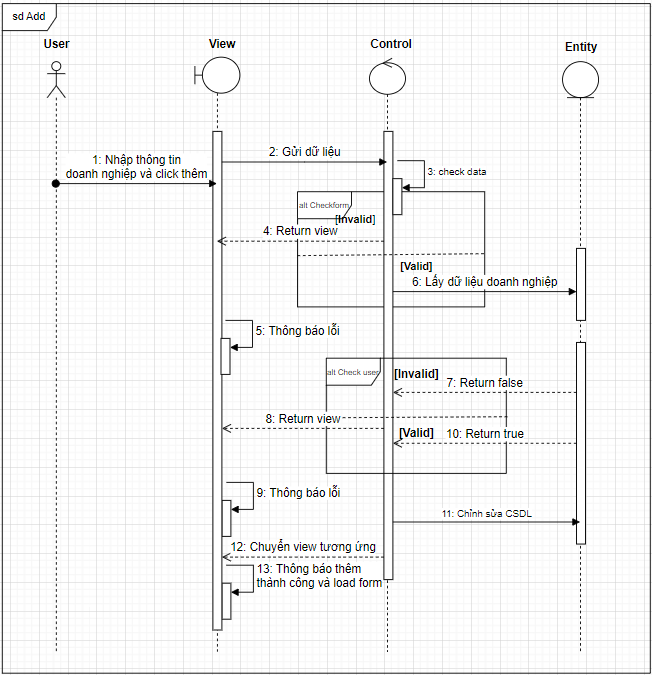 sd Add
User
View
Control
Entity
1: Nhập thông tin
doanh nghiệp và click thêm
2: Gửi dữ liệu
3: check data
alt Checkform
[Invalid]
4: Return view
[Valid]
6: Lấy dữ liệu doanh nghiệp
5: Thông báo lỗi
alt Check user
[Invalid]
7: Return false
8: Return view
[Valid]
10: Return true
9: Thông báo lỗi
11: Chỉnh sửa CSDL
12: Chuyển view tương ứng
13: Thông báo thêm
thành công và load form